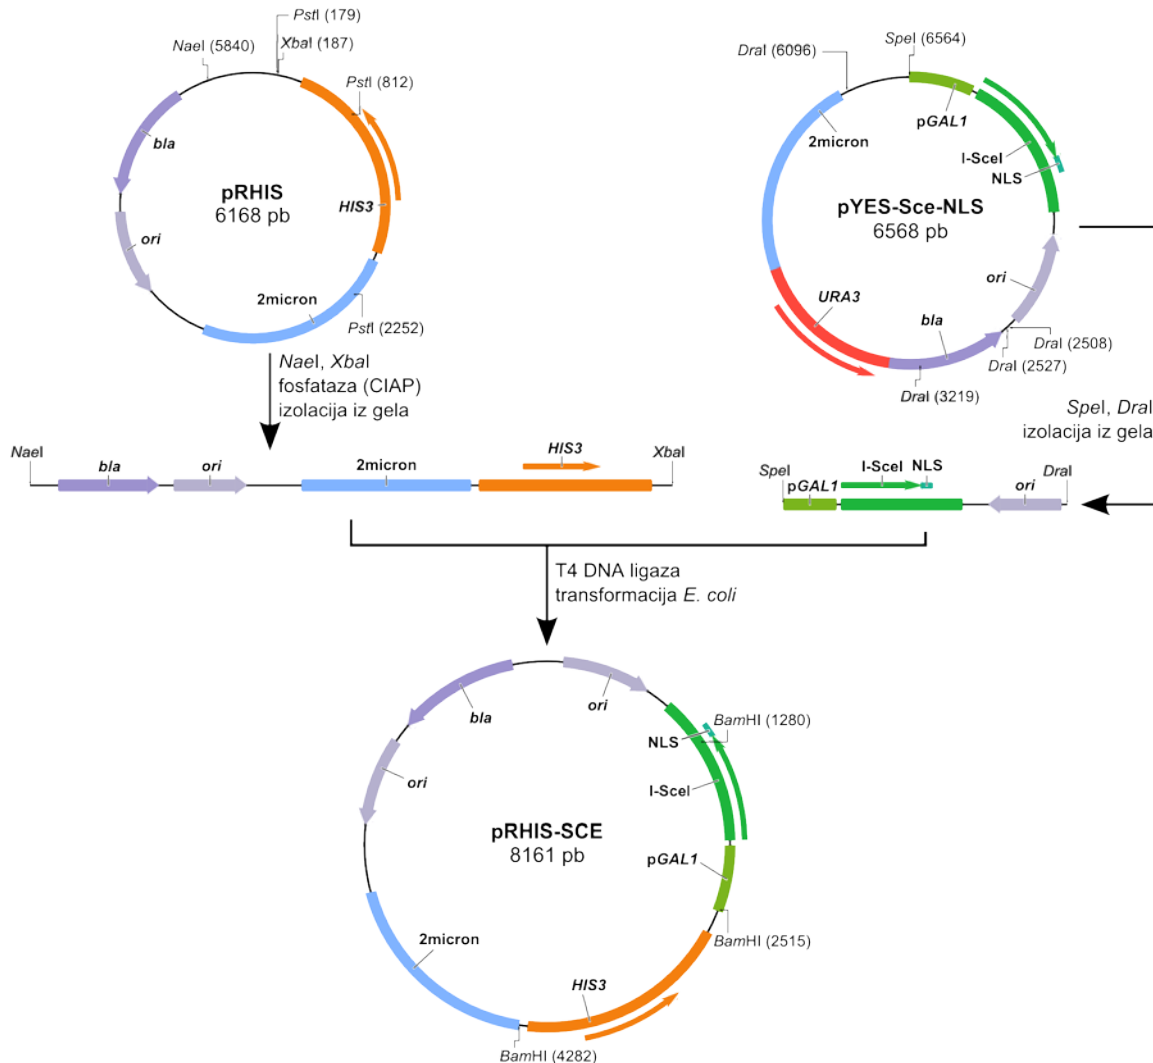 PstI (179)
XbaI (187)
NaeI (5840)
PstI (812)
bla
pRHIS
6168 pb
HIS3
ori
2micron
PstI (2252)
SpeI (6564)
DraI (6096)
pGAL1
2micron
I-SceI
NLS
pYES-Sce-NLS
6568 pb
ori
URA3
bla
DraI (2508)
DraI (2527)
DraI (3219)
NaeI, XbaI
fosfataza (CIAP)
izolacija iz gela
SpeI, DraI
izolacija iz gela
NaeI
bla
ori
2micron
HIS3
XbaI
SpeI
pGAL1
I-SceI
NLS
ori
DraI
T4 DNA ligaza
transformacija E. coli
bla
ori
BamHI (1280)
NLS
ori
I-SceI
pRHIS-SCE
8161 pb
pGAL1
2micron
BamHI (2515)
HIS3
BamHI (4282)